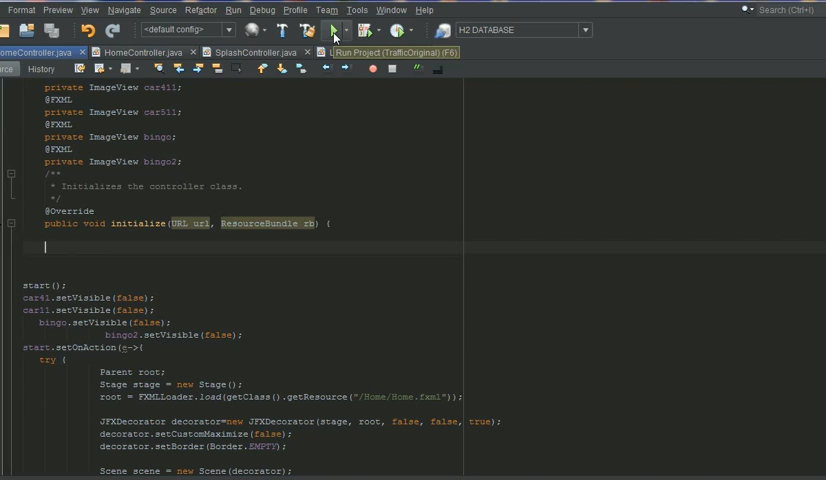 Format Preview View Navigate Source Refactor Run Debug Profile Team Tools Window Help Search (Ctrl+I)
<default config> H2 DATABASE
omeController.java HomeController.java SplashController.java L Run Project (TrafficOriginal) (F6)
rce History
private ImageView car411;
@FXML
private ImageView car511;
@FXML
private ImageView bingo;
@FXML
private ImageView bingo2;
/**
* Initializes the controller class.
*/
@Override
public void initialize(URL url, ResourceBundle rb) {
start();
car41.setVisible(false);
car11.setVisible(false);
bingo.setVisible(false);
bingo2.setVisible(false);
start.setOnAction(e->{
try {
Parent root;
Stage stage = new Stage();
root = FXMLLoader.load(getClass().getResource("/Home/Home.fxml"));
JFXDecorator decorator=new JFXDecorator(stage, root, false, false, true);
decorator.setCustomMaximize(false);
decorator.setBorder(Border.EMPTY);
Scene scene = new Scene(decorator);